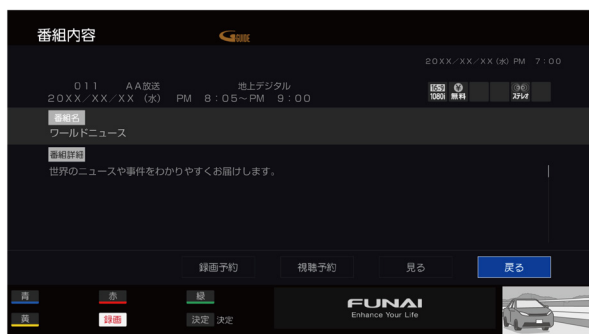 番組内容
G GUIDE
20XX/XX/XX (水) PM 7:00
011 AA放送 地上デジタル
20XX/XX/XX (水) PM 8:05~PM 9:00
16:9 1080i
無料
ステレオ
番組名
ワールドニュース
番組詳細
世界のニュースや事件をわかりやすくお届けします。
録画予約 視聴予約 見る 戻る
青 赤 緑
黄 録画 決定 決定
FUNAI
Enhance Your Life